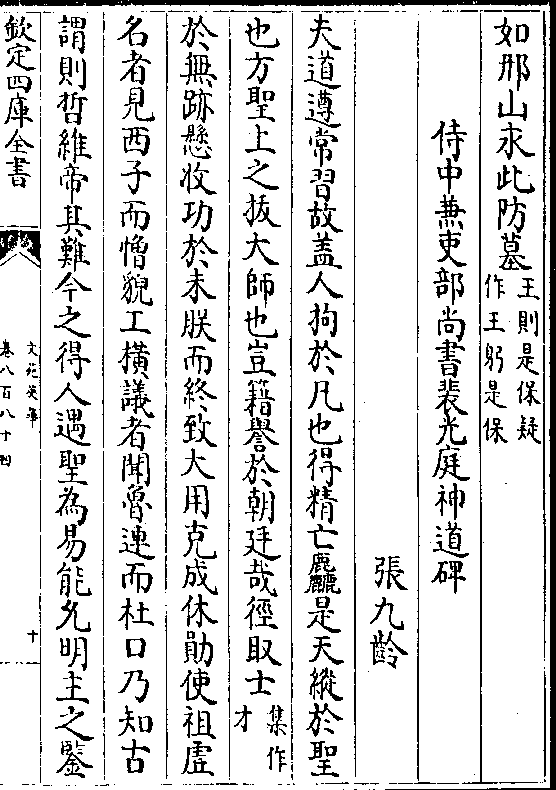 如那山永此防墓王則是保疑作王躬是保
侍中兼吏部尚書裴光庭神道碑
張九齡
夫道遵常習故盖人拘於凡也得精亡麤是天縱於聖
也方聖上之拔大師也豈籍譽於朝廷哉徑取士集作才
於無跡懸收功於未朕而終致大用克成休勛使祖虛
名者見西子而憎貌工橫議者聞魯連而杜口乃知古
謂則哲維帝其難今之得人遇聖為易能允明主之鑒
欽定四庫全書
文苑英華
卷八百八十四
十